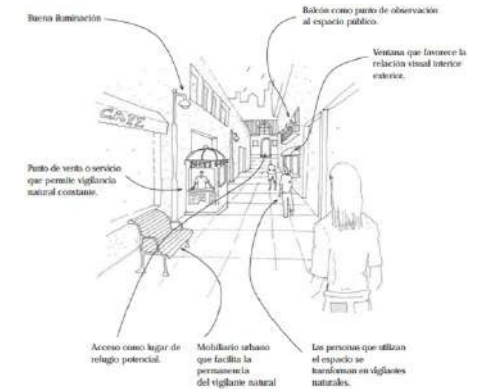 Buena iluminación
Balcón como punto de observación
al espacio público.
Ventana que favorece la
relación visual interior
exterior.
CAFE
Punto de venta o servicio
que permite vigilancia
natural constante.
Acceso como lugar de
refugio potencial.
Mobiliario urbano
que facilita la
permanencia
del vigilante natural
Las personas que utilizan
el espacio se
transforman en vigilantes
naturales.